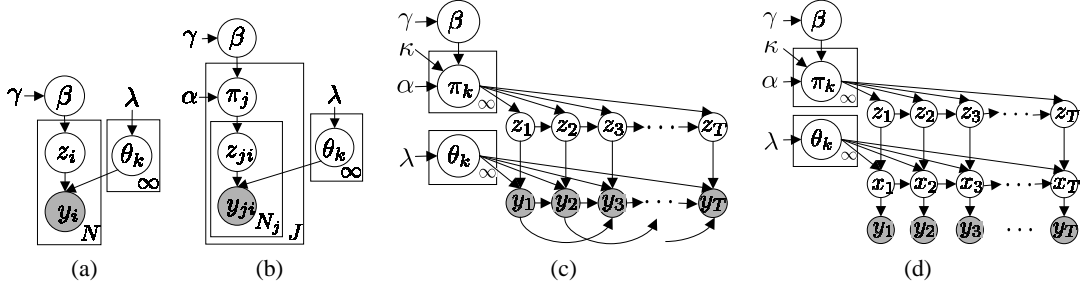 γ β λ
z_i θ_k
∞
y_i N
(a)
γ β
α π_j λ
z_ji θ_k
∞
y_ji N_j J
(b)
γ β
κ
α π_k ∞
z_1 z_2 z_3 · · · z_T
λ θ_k ∞
y_1 y_2 y_3 · · · y_T
(c)
γ β
κ
α π_k ∞
z_1 z_2 z_3 · · · z_T
λ θ_k ∞
x_1 x_2 x_3 · · · x_T
y_1 y_2 y_3 · · · y_T
(d)